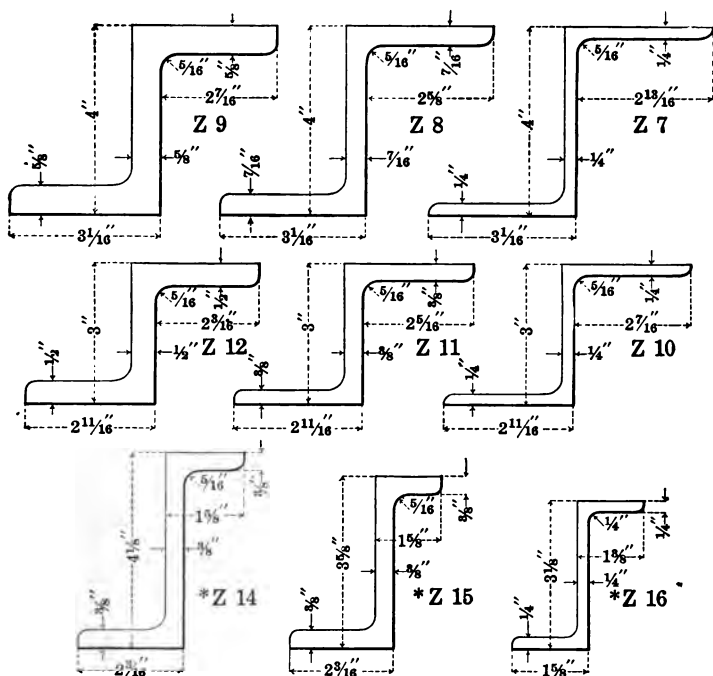 5/16" 5/8" 5/16" 7/16" 5/16" 1/4"
2 7/16" 2 5/8" 2 13/16"
4" Z 9 4" Z 8 4" Z 7
5/8" 5/8" 7/16" 7/16" 1/4" 1/4"
3 1/16" 3 1/16" 3 1/16"
5/16" 1/2" 5/16" 3/8" 5/16" 1/4"
2 3/16" 2 5/16" 2 7/16"
3" Z 12 3" Z 11 3" Z 10
1/2" 1/2" 3/8" 3/8" 1/4" 1/4"
2 11/16" 2 11/16" 2 11/16"
5/16" 3/8" 5/16" 3/8" 1/4" 1/4"
1 5/8" 1 5/8" 1 3/8"
4 1/8" 3/8" 3 5/8" 3/8" 3 1/8" 1/4"
*Z 14 *Z 15 *Z 16
3/8" 3/8" 1/4"
2 3/16" 2 3/16" 1 5/8"